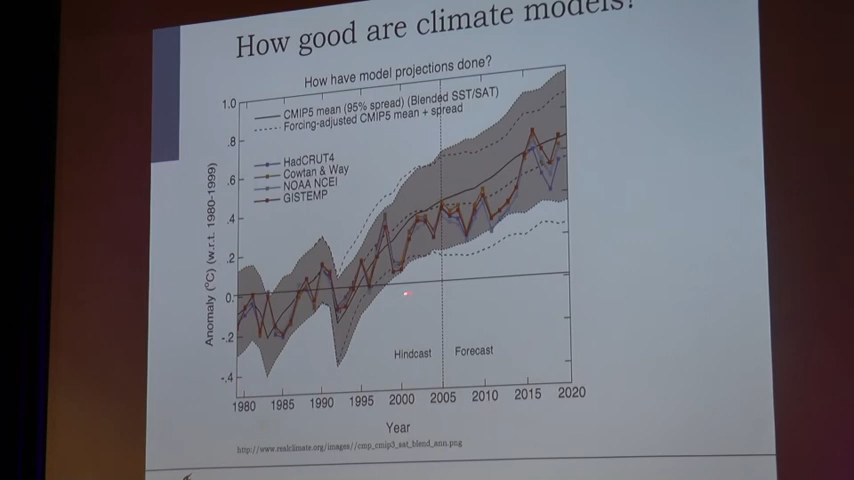 How good are climate models?
How have model projections done?
CMIP5 mean (95% spread) (Blended SST/SAT)
Forcing-adjusted CMIP5 mean + spread
HadCRUT4
Cowtan & Way
NOAA NCEI
GISTEMP
1.0
.8
.6
.4
.2
0.
-.2
-.4
Anomaly (°C) (w.r.t. 1980-1999)
Hindcast
Forecast
1980 1985 1990 1995 2000 2005 2010 2015 2020
Year
http://www.realclimate.org/images//cmp_cmip3_sat_blend_ann.png